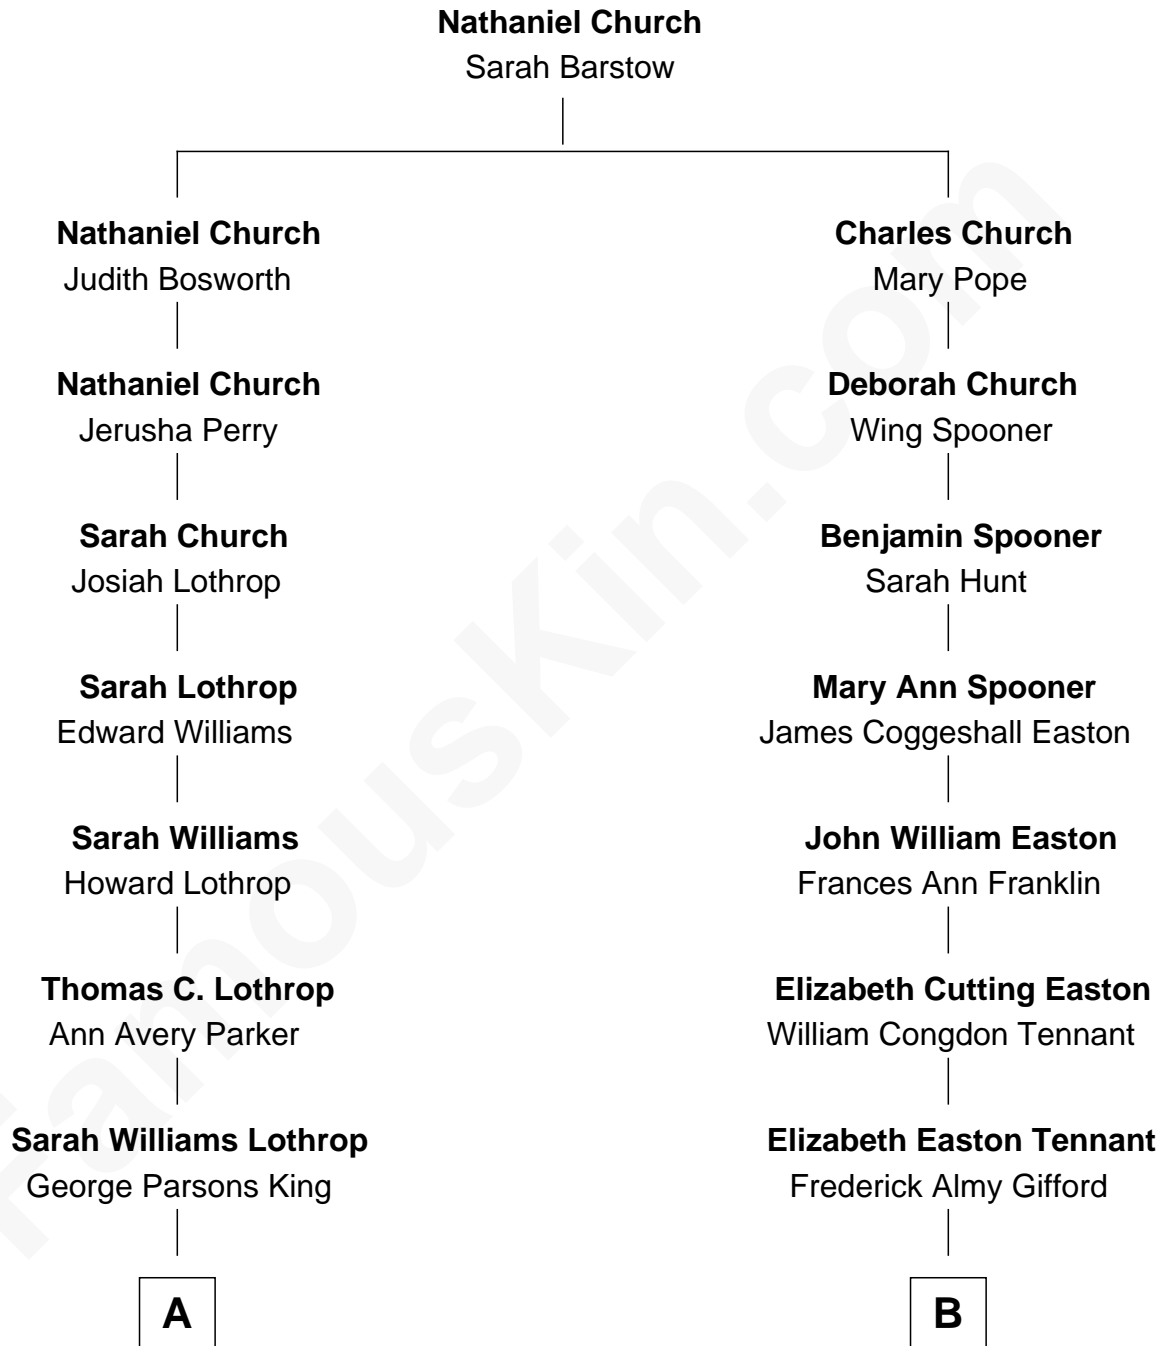 Nathaniel Church
Sarah Barstow
Nathaniel Church
Judith Bosworth
Charles Church
Mary Pope
Nathaniel Church
Jerusha Perry
Deborah Church
Wing Spooner
Sarah Church
Josiah Lothrop
Benjamin Spooner
Sarah Hunt
Sarah Lothrop
Edward Williams
Mary Ann Spooner
James Coggeshall Easton
Sarah Williams
Howard Lothrop
John William Easton
Frances Ann Franklin
Thomas C. Lothrop
Ann Avery Parker
Elizabeth Cutting Easton
William Congdon Tennant
Sarah Williams Lothrop
George Parsons King
Elizabeth Easton Tennant
Frederick Almy Gifford
A
B
FamousKin.com